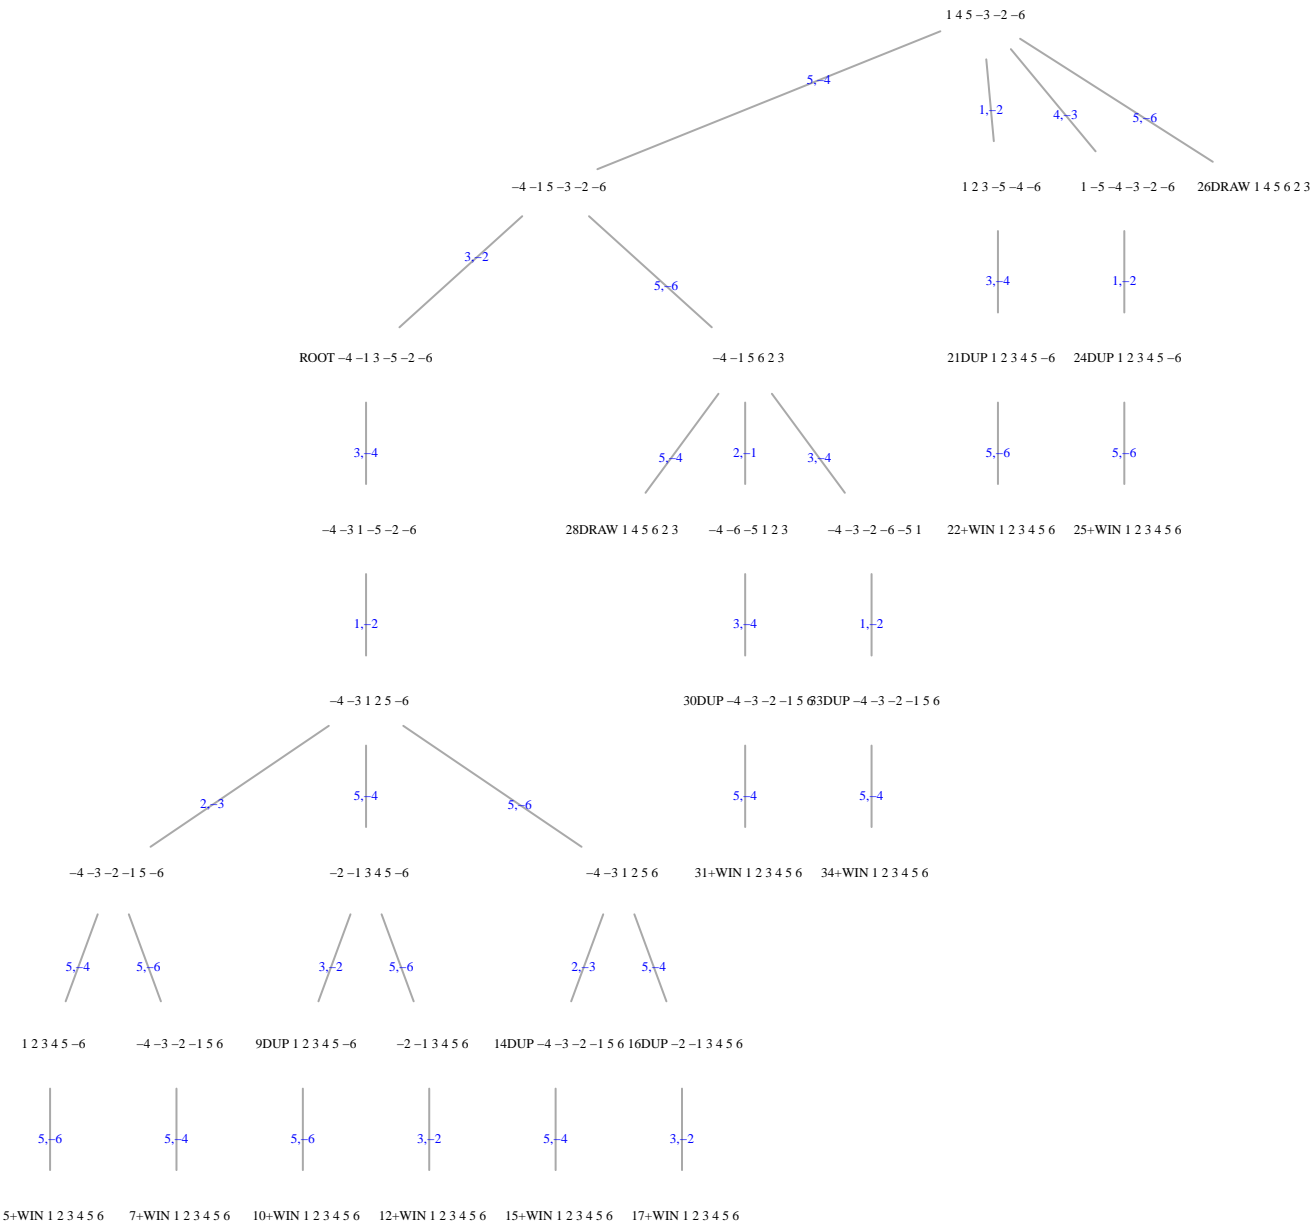 1 4 5 −3 −2 −6
5,−4
1,−2
4,−3
5,−6
−4 −1 5 −3 −2 −6
1 2 3 −5 −4 −6
1 −5 −4 −3 −2 −6
26DRAW 1 4 5 6 2 3
3,−2
5,−6
3,−4
1,−2
ROOT −4 −1 3 −5 −2 −6
−4 −1 5 6 2 3
21DUP 1 2 3 4 5 −6
24DUP 1 2 3 4 5 −6
3,−4
5,−4
2,−1
3,−4
5,−6
5,−6
−4 −3 1 −5 −2 −6
28DRAW 1 4 5 6 2 3
−4 −6 −5 1 2 3
−4 −3 −2 −6 −5 1
22+WIN 1 2 3 4 5 6
25+WIN 1 2 3 4 5 6
1,−2
3,−4
1,−2
−4 −3 1 2 5 −6
30DUP −4 −3 −2 −1 5 6
33DUP −4 −3 −2 −1 5 6
2,−3
5,−4
5,−6
5,−4
5,−4
−4 −3 −2 −1 5 −6
−2 −1 3 4 5 −6
−4 −3 1 2 5 6
31+WIN 1 2 3 4 5 6
34+WIN 1 2 3 4 5 6
5,−4
5,−6
3,−2
5,−6
2,−3
5,−4
1 2 3 4 5 −6
−4 −3 −2 −1 5 6
9DUP 1 2 3 4 5 −6
−2 −1 3 4 5 6
14DUP −4 −3 −2 −1 5 6
16DUP −2 −1 3 4 5 6
5,−6
5,−4
5,−6
3,−2
5,−4
3,−2
5+WIN 1 2 3 4 5 6
7+WIN 1 2 3 4 5 6
10+WIN 1 2 3 4 5 6
12+WIN 1 2 3 4 5 6
15+WIN 1 2 3 4 5 6
17+WIN 1 2 3 4 5 6